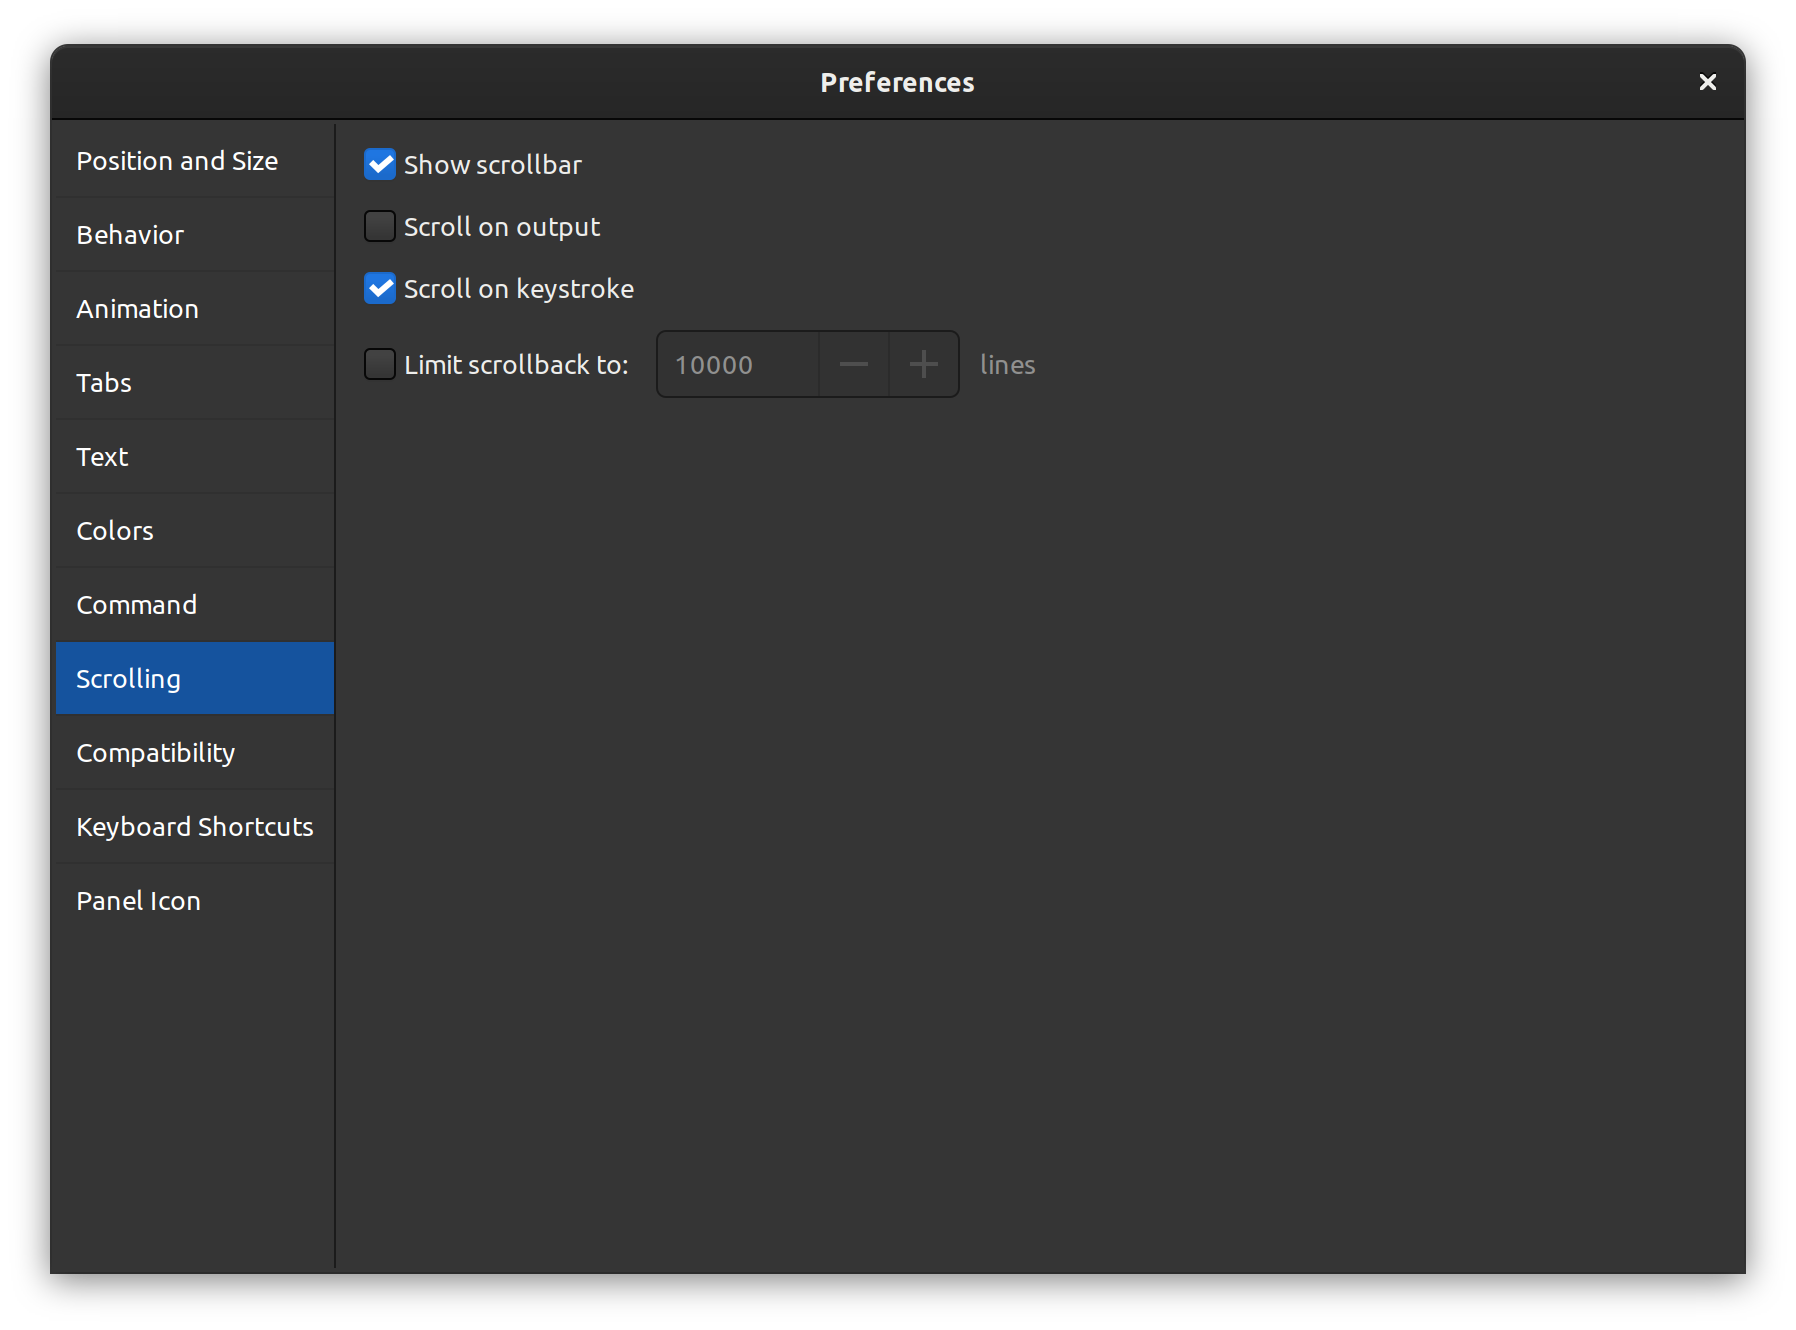 Preferences
Position and Size
Behavior
Animation
Tabs
Text
Colors
Command
Scrolling
Compatibility
Keyboard Shortcuts
Panel Icon
Show scrollbar
Scroll on output
Scroll on keystroke
Limit scrollback to: 10000 lines